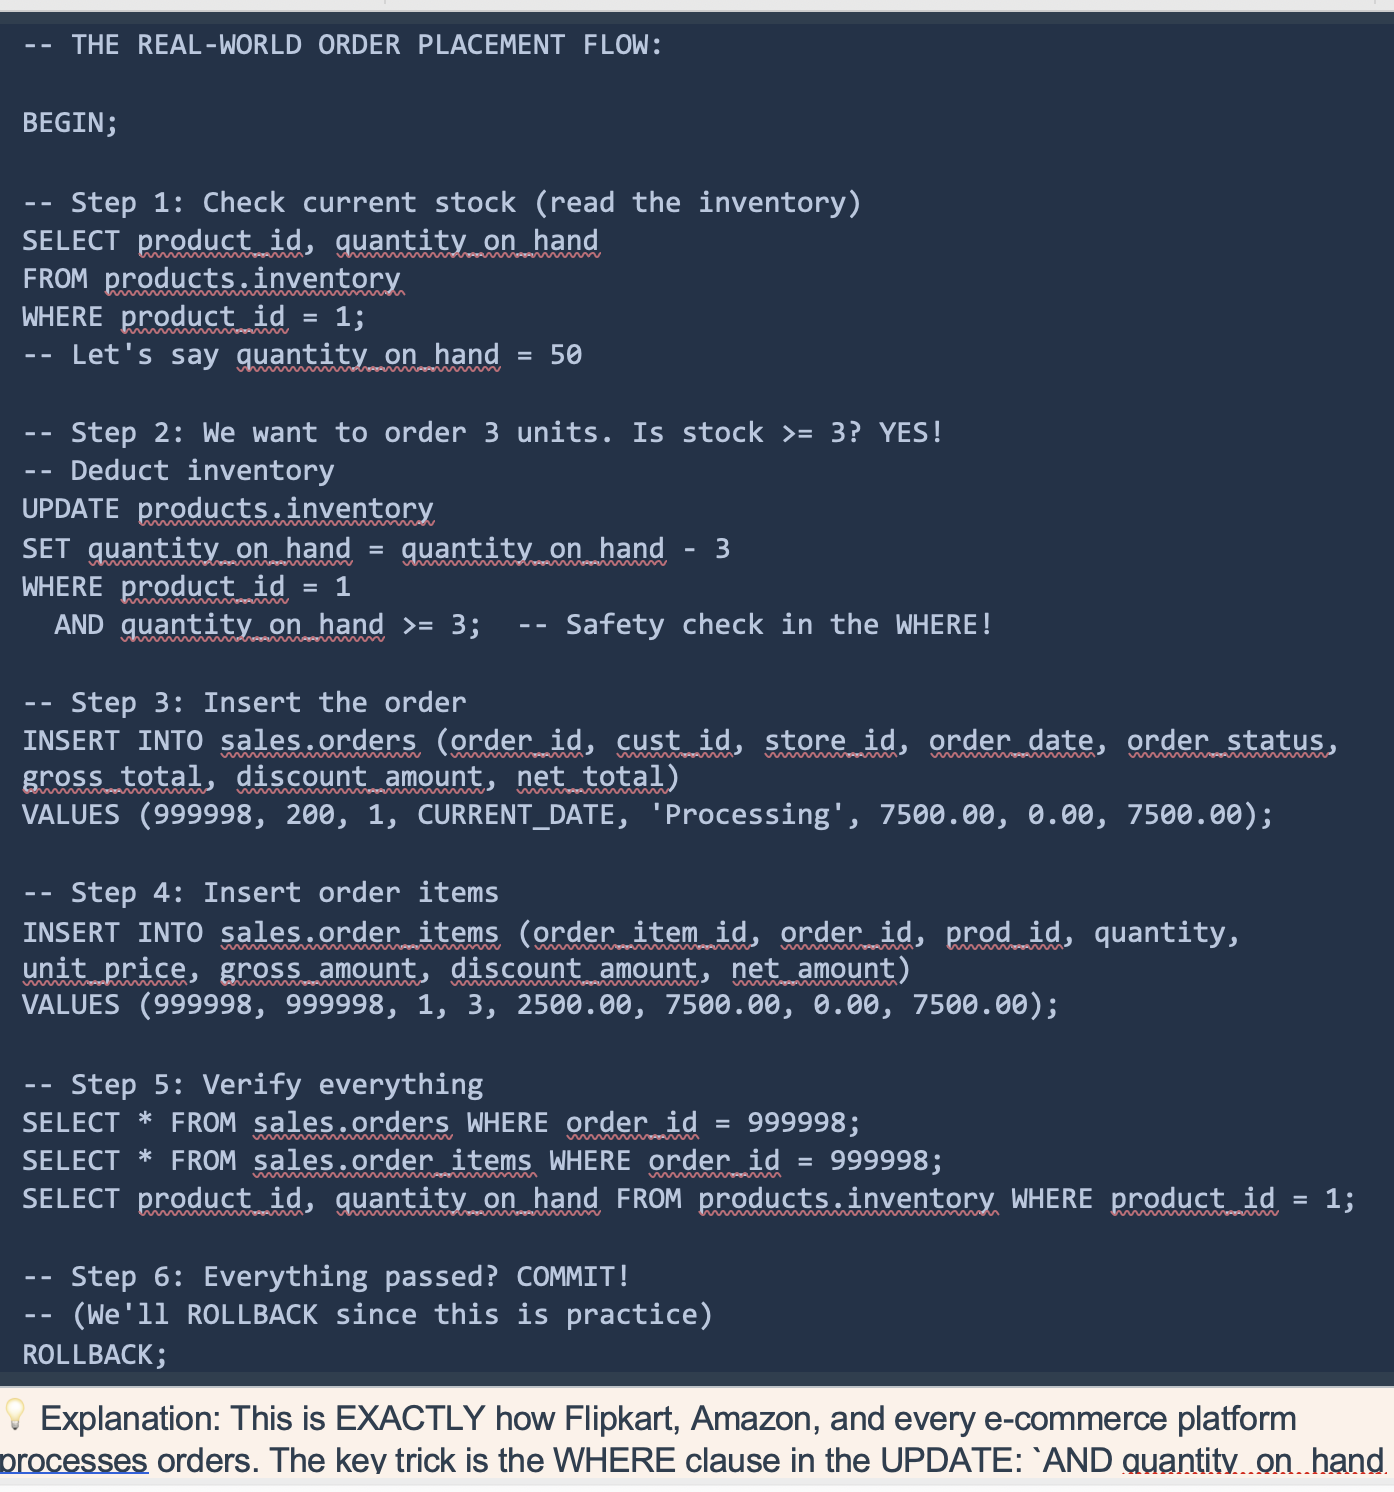 -- THE REAL-WORLD ORDER PLACEMENT FLOW:
BEGIN;
-- Step 1: Check current stock (read the inventory)
SELECT product_id, quantity_on_hand
FROM products.inventory
WHERE product_id = 1;
-- Let's say quantity_on_hand = 50
-- Step 2: We want to order 3 units. Is stock >= 3? YES!
-- Deduct inventory
UPDATE products.inventory
SET quantity_on_hand = quantity_on_hand - 3
WHERE product_id = 1
  AND quantity_on_hand >= 3;  -- Safety check in the WHERE!
-- Step 3: Insert the order
INSERT INTO sales.orders (order_id, cust_id, store_id, order_date, order_status,
gross_total, discount_amount, net_total)
VALUES (999998, 200, 1, CURRENT_DATE, 'Processing', 7500.00, 0.00, 7500.00);
-- Step 4: Insert order items
INSERT INTO sales.order_items (order_item_id, order_id, prod_id, quantity,
unit_price, gross_amount, discount_amount, net_amount)
VALUES (999998, 999998, 1, 3, 2500.00, 7500.00, 0.00, 7500.00);
-- Step 5: Verify everything
SELECT * FROM sales.orders WHERE order_id = 999998;
SELECT * FROM sales.order_items WHERE order_id = 999998;
SELECT product_id, quantity_on_hand FROM products.inventory WHERE product_id = 1;
-- Step 6: Everything passed? COMMIT!
-- (We'll ROLLBACK since this is practice)
ROLLBACK;
💡 Explanation: This is EXACTLY how Flipkart, Amazon, and every e-commerce platform
processes orders. The key trick is the WHERE clause in the UPDATE: `AND quantity_on_hand